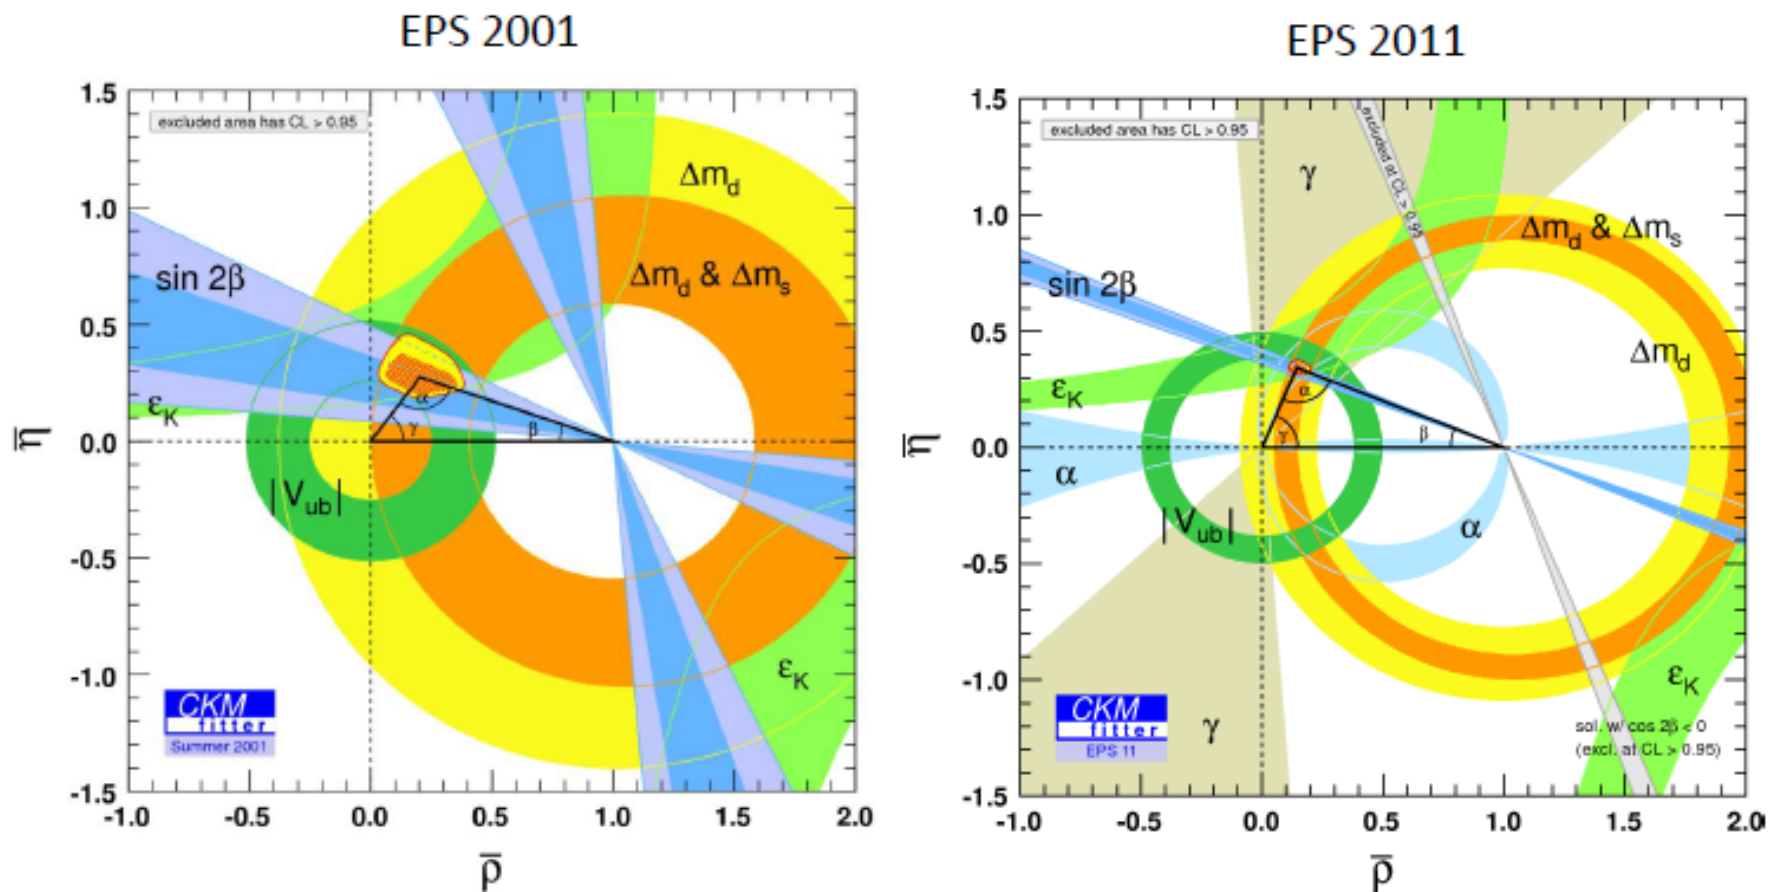 EPS 2001
EPS 2011
1.5
1.0
0.5
0.0
-0.5
-1.0
-1.5
-1.0 -0.5 0.0 0.5 1.0 1.5 2.0
η̅
ρ̅
excluded area has CL > 0.95
Δm_d
Δm_d & Δm_s
sin 2β
ε_K
α
γ
β
|V_ub|
ε_K
CKM
fitter
Summer 2001
1.5
1.0
0.5
0.0
-0.5
-1.0
-1.5
-1.0 -0.5 0.0 0.5 1.0 1.5 2.0
η̅
ρ̅
excluded area has CL > 0.95
excluded at CL > 0.95
γ
Δm_d & Δm_s
sin 2β
Δm_d
ε_K
α
γ
β
α
α
|V_ub|
ε_K
γ
CKM
fitter
EPS 11
sol. w/ cos 2β < 0
(excl. at CL > 0.95)